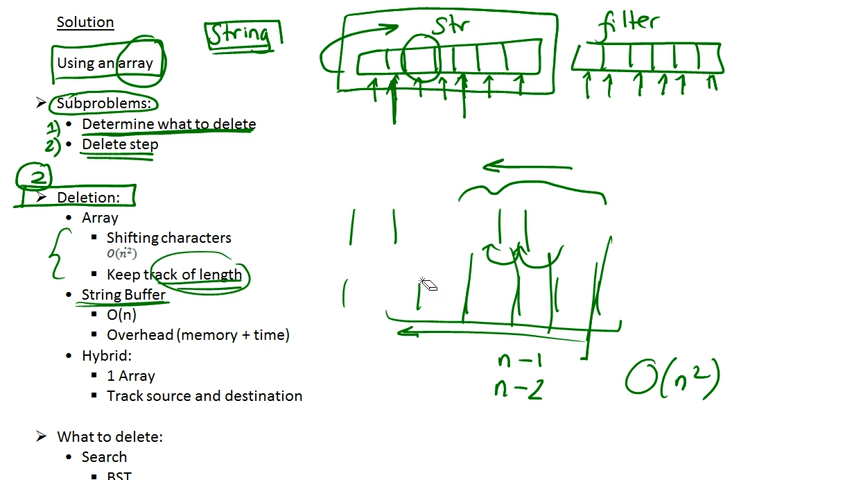 Solution
String
Str
filter
Using an array
Subproblems:
1) • Determine what to delete
2) • Delete step
2
Deletion:
• Array
Shifting characters
O(n²)
Keep track of length
• String Buffer
O(n)
Overhead (memory + time)
• Hybrid:
1 Array
Track source and destination
n-1
n-2
O(n²)
What to delete:
• Search
BST